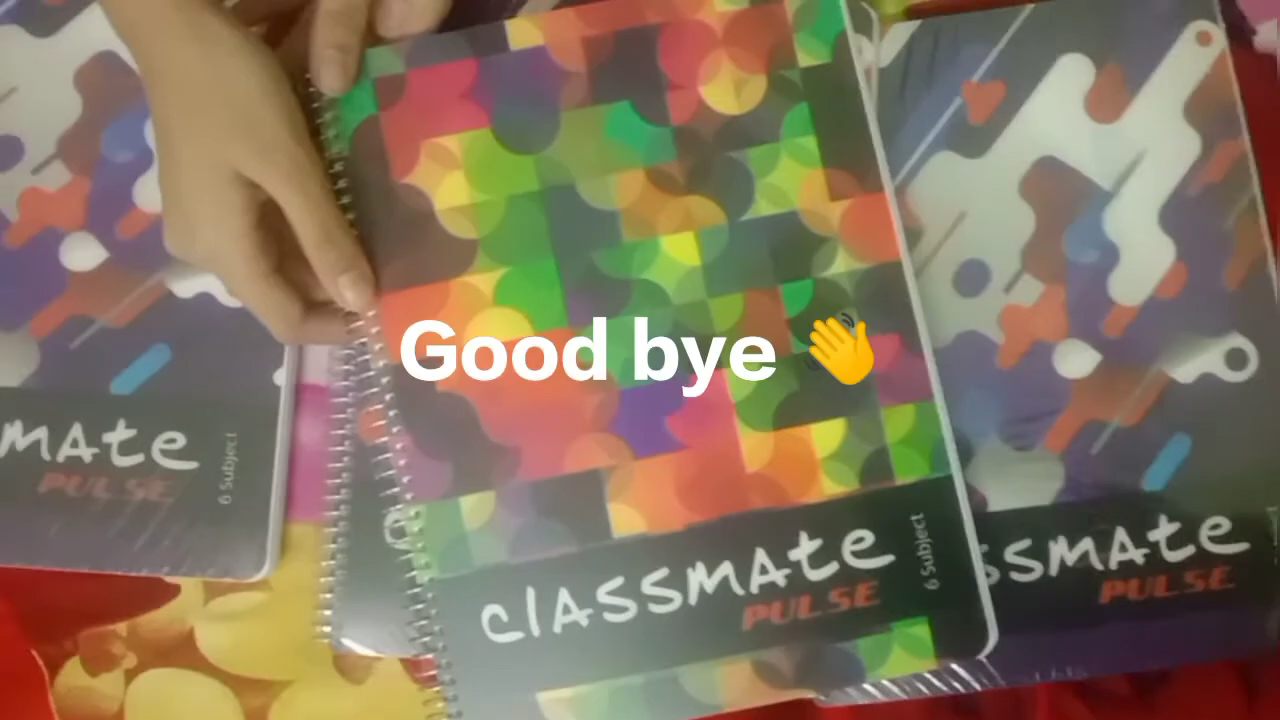 Good bye 👋
mate
PULSE
6 Subject
classmate
PULSE
6 Subject
ssmate
PULSE